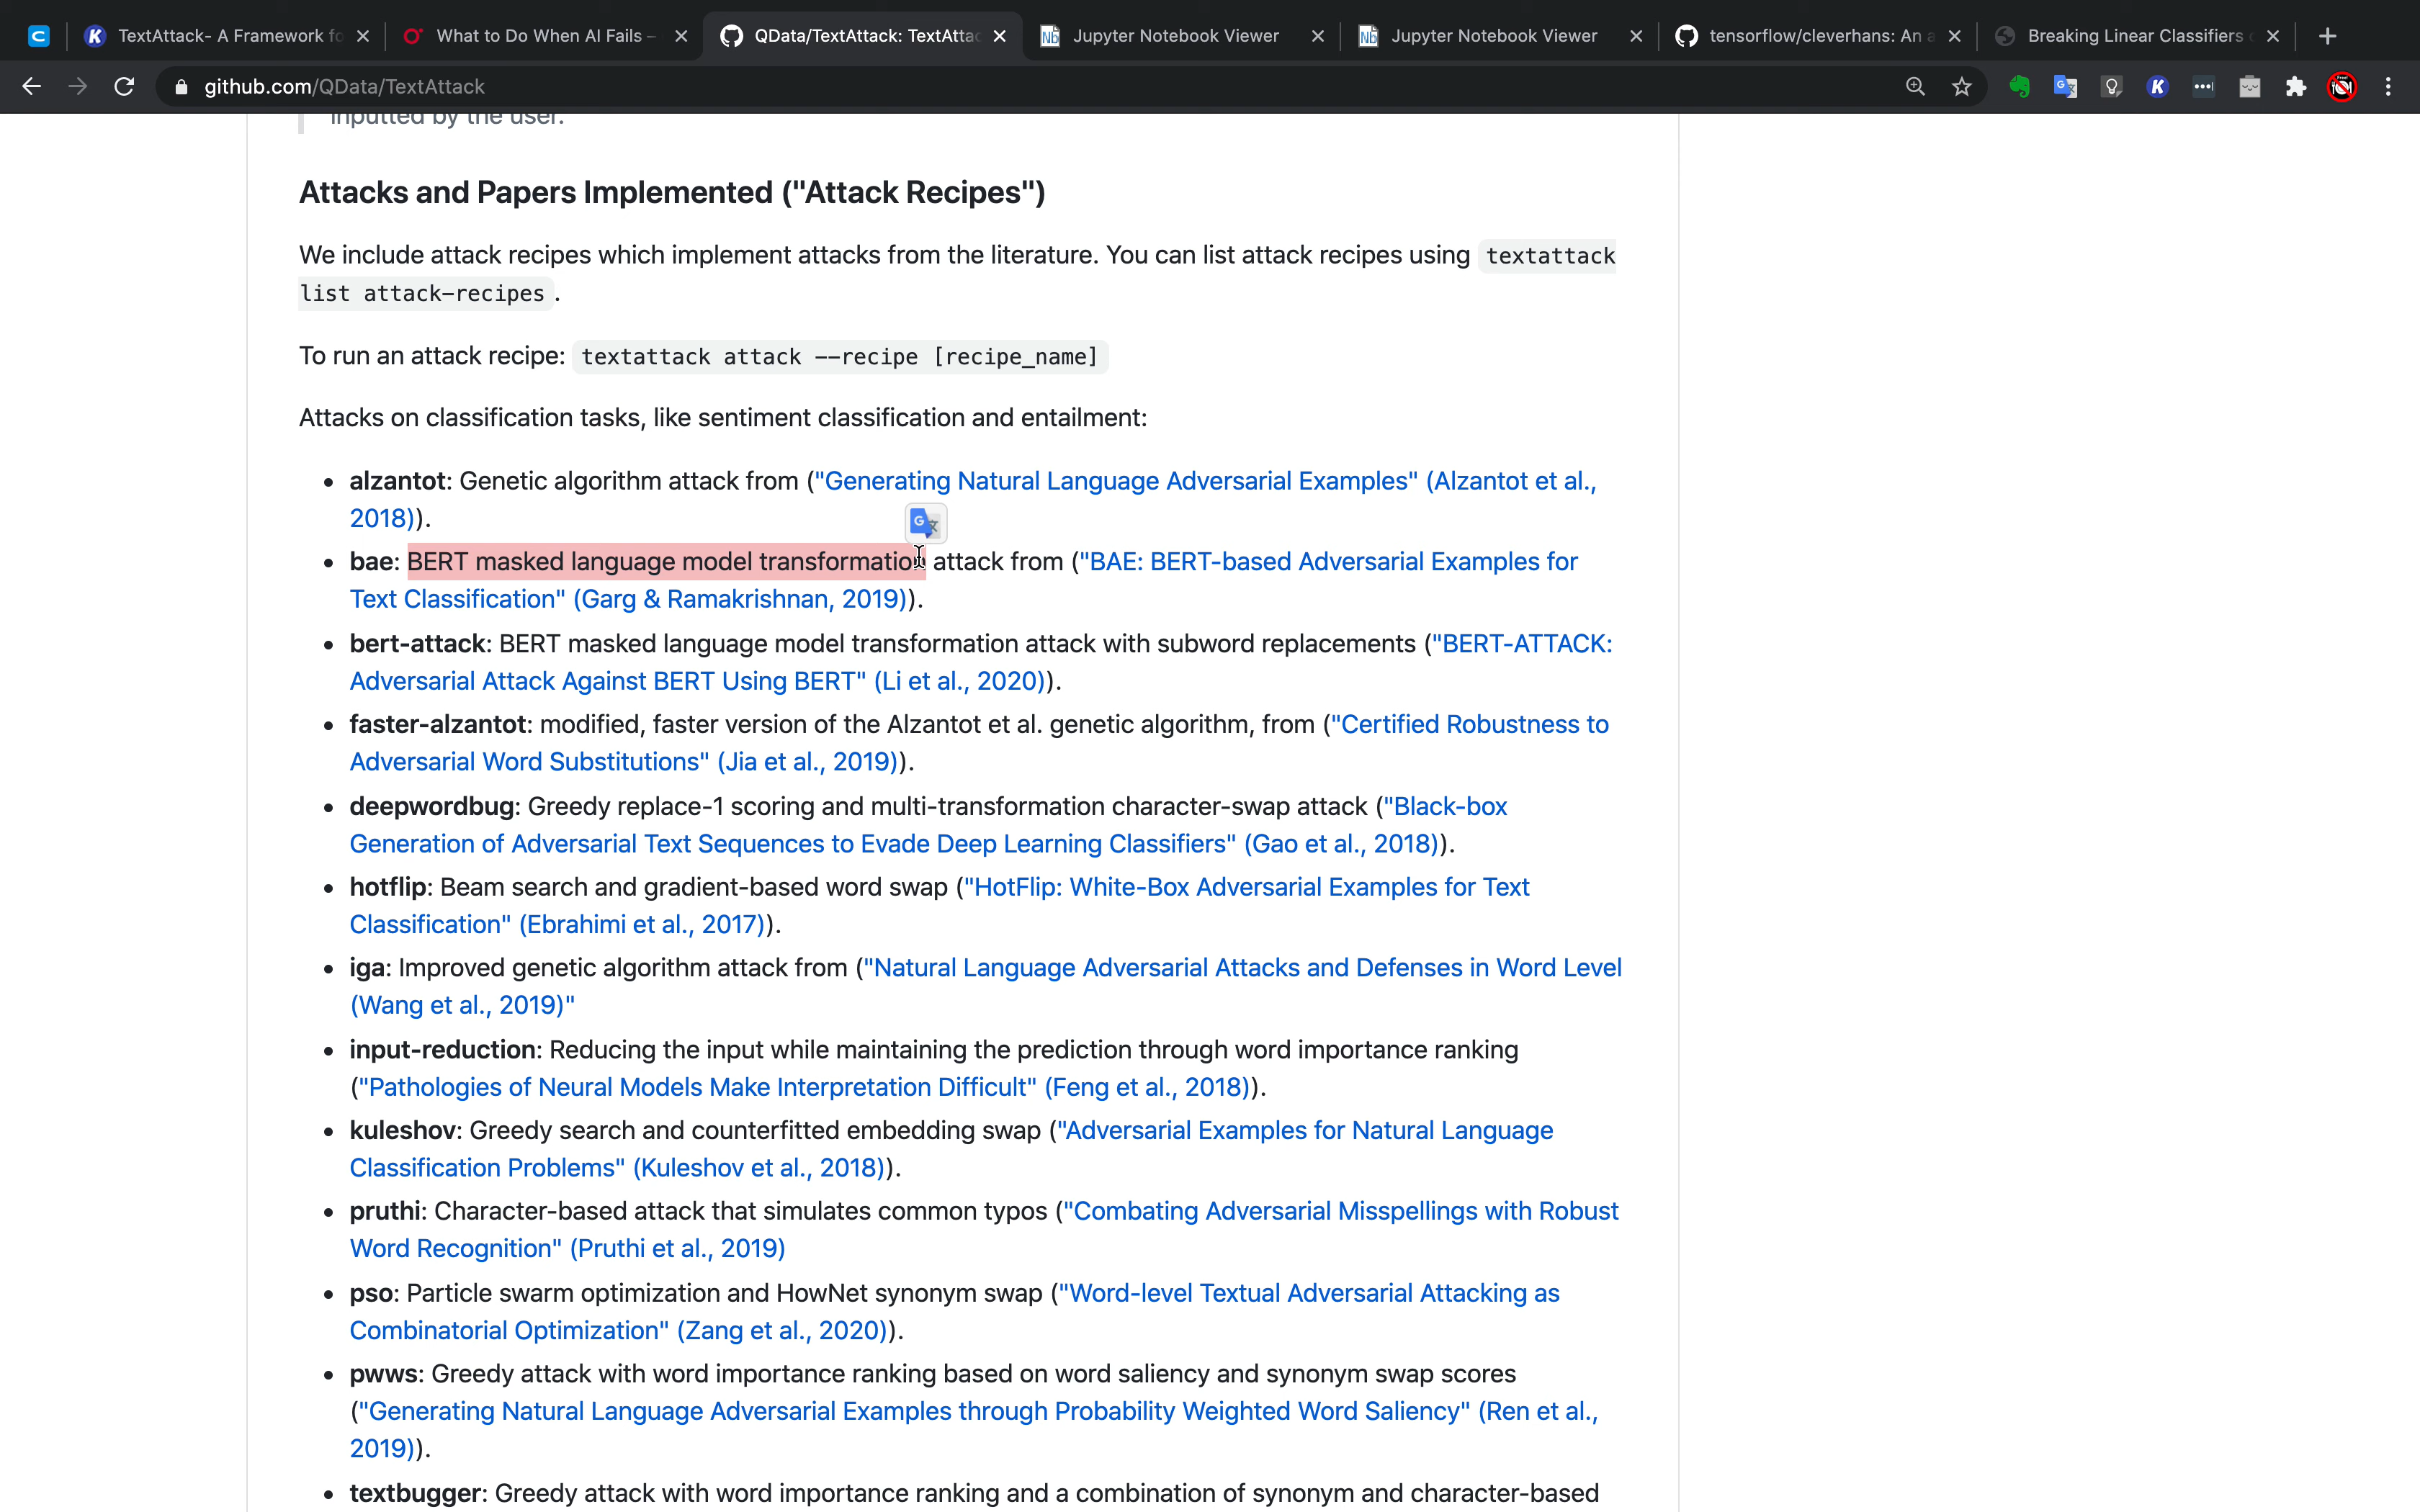 TextAttack- A Framework fo
What to Do When AI Fails –
QData/TextAttack: TextAttac
Jupyter Notebook Viewer
Jupyter Notebook Viewer
tensorflow/cleverhans: An a
Breaking Linear Classifiers o
github.com/QData/TextAttack
inputted by the user.
Attacks and Papers Implemented ("Attack Recipes")
We include attack recipes which implement attacks from the literature. You can list attack recipes using textattack
list attack-recipes .
To run an attack recipe: textattack attack --recipe [recipe_name]
Attacks on classification tasks, like sentiment classification and entailment:
• alzantot: Genetic algorithm attack from ("Generating Natural Language Adversarial Examples" (Alzantot et al.,
2018)).
• bae: BERT masked language model transformation attack from ("BAE: BERT-based Adversarial Examples for
Text Classification" (Garg & Ramakrishnan, 2019)).
• bert-attack: BERT masked language model transformation attack with subword replacements ("BERT-ATTACK:
Adversarial Attack Against BERT Using BERT" (Li et al., 2020)).
• faster-alzantot: modified, faster version of the Alzantot et al. genetic algorithm, from ("Certified Robustness to
Adversarial Word Substitutions" (Jia et al., 2019)).
• deepwordbug: Greedy replace-1 scoring and multi-transformation character-swap attack ("Black-box
Generation of Adversarial Text Sequences to Evade Deep Learning Classifiers" (Gao et al., 2018)).
• hotflip: Beam search and gradient-based word swap ("HotFlip: White-Box Adversarial Examples for Text
Classification" (Ebrahimi et al., 2017)).
• iga: Improved genetic algorithm attack from ("Natural Language Adversarial Attacks and Defenses in Word Level
(Wang et al., 2019)"
• input-reduction: Reducing the input while maintaining the prediction through word importance ranking
("Pathologies of Neural Models Make Interpretation Difficult" (Feng et al., 2018)).
• kuleshov: Greedy search and counterfitted embedding swap ("Adversarial Examples for Natural Language
Classification Problems" (Kuleshov et al., 2018)).
• pruthi: Character-based attack that simulates common typos ("Combating Adversarial Misspellings with Robust
Word Recognition" (Pruthi et al., 2019)
• pso: Particle swarm optimization and HowNet synonym swap ("Word-level Textual Adversarial Attacking as
Combinatorial Optimization" (Zang et al., 2020)).
• pwws: Greedy attack with word importance ranking based on word saliency and synonym swap scores
("Generating Natural Language Adversarial Examples through Probability Weighted Word Saliency" (Ren et al.,
2019)).
• textbugger: Greedy attack with word importance ranking and a combination of synonym and character-based